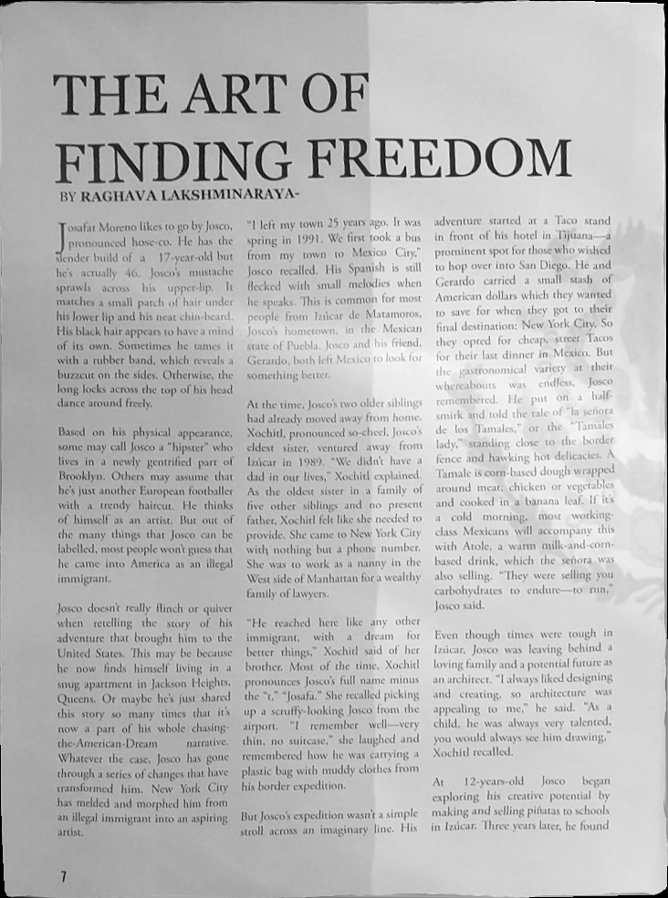 THE ART OF
FINDING FREEDOM
BY RAGHAVA LAKSHMINARAYA-
Josafat Moreno likes to go by Josco,
pronounced hose-co. He has the
slender build of a 17-year-old but
he's actually 46. Josco's mustache
sprawls across his upper-lip. It
matches a small patch of hair under
his lower lip and his neat chin-beard.
His black hair appears to have a mind
of its own. Sometimes he tames it
with a rubber band, which reveals a
buzzcut on the sides. Otherwise, the
long locks across the top of his head
dance around freely.
Based on his physical appearance,
some may call Josco a "hipster" who
lives in a newly gentrified part of
Brooklyn. Others may assume that
he's just another European footballer
with a trendy haircut. He thinks
of himself as an artist. But out of
the many things that Josco can be
labelled, most people won't guess that
he came into America as an illegal
immigrant.
Josco doesn't really flinch or quiver
when retelling the story of his
adventure that brought him to the
United States. This may be because
he now finds himself living in a
snug apartment in Jackson Heights,
Queens. Or maybe he's just shared
this story so many times that it's
now a part of his whole chasing-
the-American-Dream narrative.
Whatever the case, Josco has gone
through a series of changes that have
transformed him. New York City
has melded and morphed him from
an illegal immigrant into an aspiring
artist.
"I left my town 25 years ago. It was
spring in 1991. We first took a bus
from my town to Mexico City,"
Josco recalled. His Spanish is still
flecked with small melodies when
he speaks. This is common for most
people from Izúcar de Matamoros,
Josco's hometown, in the Mexican
state of Puebla. Josco and his friend,
Gerardo, both left Mexico to look for
something better.
At the time, Josco's two older siblings
had already moved away from home.
Xochitl, pronounced so-cheel, Josco's
eldest sister, ventured away from
Izúcar in 1989. "We didn't have a
dad in our lives," Xochitl explained.
As the oldest sister in a family of
five other siblings and no present
father, Xochitl felt like she needed to
provide. She came to New York City
with nothing but a phone number.
She was to work as a nanny in the
West side of Manhattan for a wealthy
family of lawyers.
"He reached here like any other
immigrant, with a dream for
better things," Xochitl said of her
brother. Most of the time, Xochitl
pronounces Josco's full name minus
the "t," "Josafa." She recalled picking
up a scruffy-looking Josco from the
airport. "I remember well—very
thin, no suitcase," she laughed and
remembered how he was carrying a
plastic bag with muddy clothes from
his border expedition.
But Josco's expedition wasn't a simple
stroll across an imaginary line. His
adventure started at a Taco stand
in front of his hotel in Tijuana—a
prominent spot for those who wished
to hop over into San Diego. He and
Gerardo carried a small stash of
American dollars which they wanted
to save for when they got to their
final destination: New York City. So
they opted for cheap, street Tacos
for their last dinner in Mexico. But
the gastronomical variety at their
whereabouts was endless, Josco
remembered. He put on a half-
smirk and told the tale of "la señora
de los Tamales," or the "Tamales
lady," standing close to the border
fence and hawking hot delicacies. A
Tamale is corn-based dough wrapped
around meat, chicken or vegetables
and cooked in a banana leaf. If it's
a cold morning, most working-
class Mexicans will accompany this
with Atole, a warm milk-and-corn-
based drink, which the señora was
also selling. "They were selling you
carbohydrates to endure—to run,"
Josco said.
Even though times were tough in
Izúcar, Josco was leaving behind a
loving family and a potential future as
an architect. "I always liked designing
and creating, so architecture was
appealing to me," he said. "As a
child, he was always very talented,
you would always see him drawing,"
Xochitl recalled.
At 12-years-old Josco began
exploring his creative potential by
making and selling piñatas to schools
in Izúcar. Three years later, he found
7